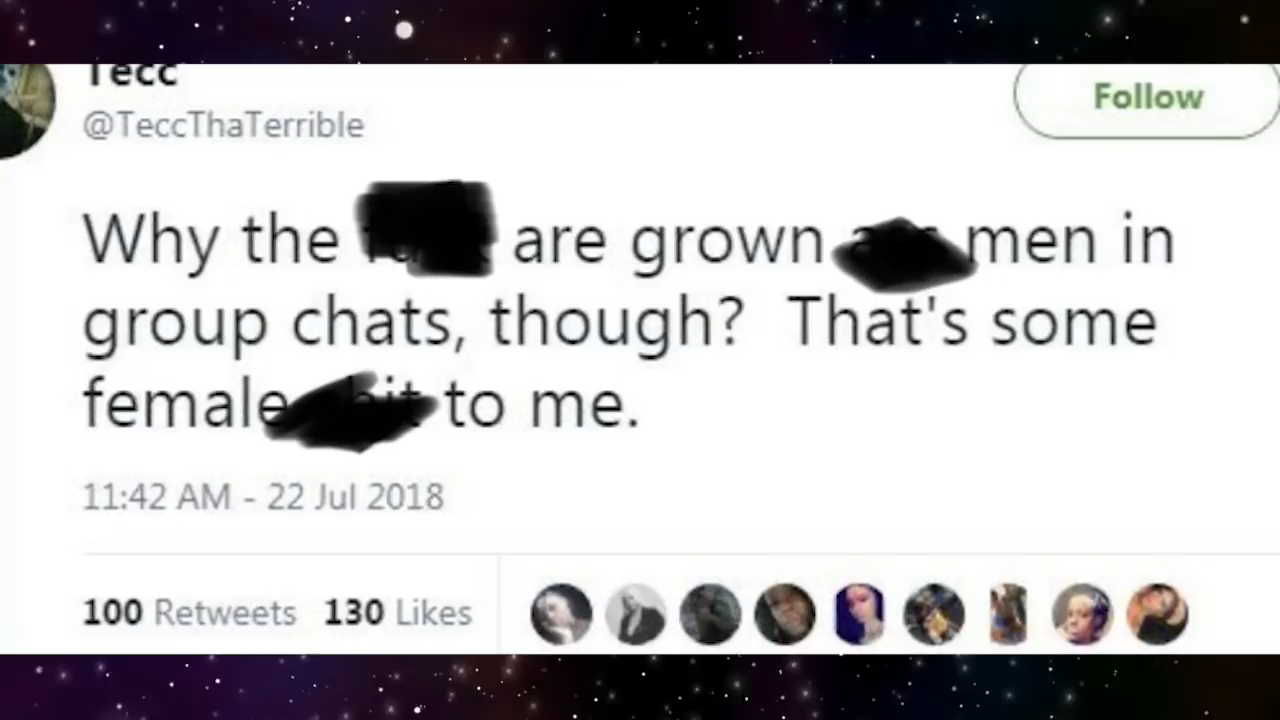 Tecc
@TeccThaTerrible
Follow
Why the are grown men in
group chats, though? That's some
female to me.
11:42 AM - 22 Jul 2018
100 Retweets 130 Likes